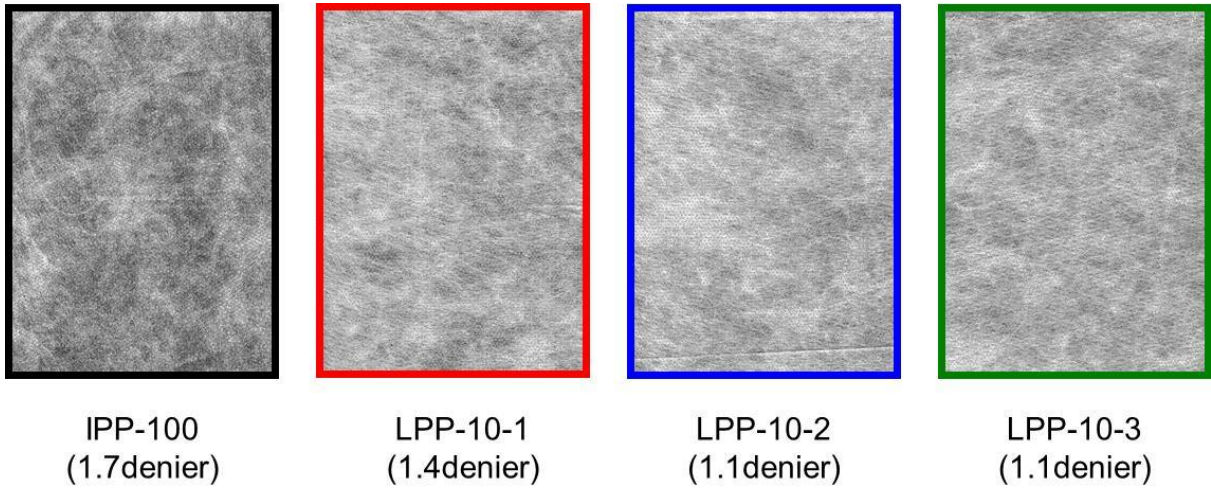 IPP-100
(1.7denier)
LPP-10-1
(1.4denier)
LPP-10-2
(1.1denier)
LPP-10-3
(1.1denier)